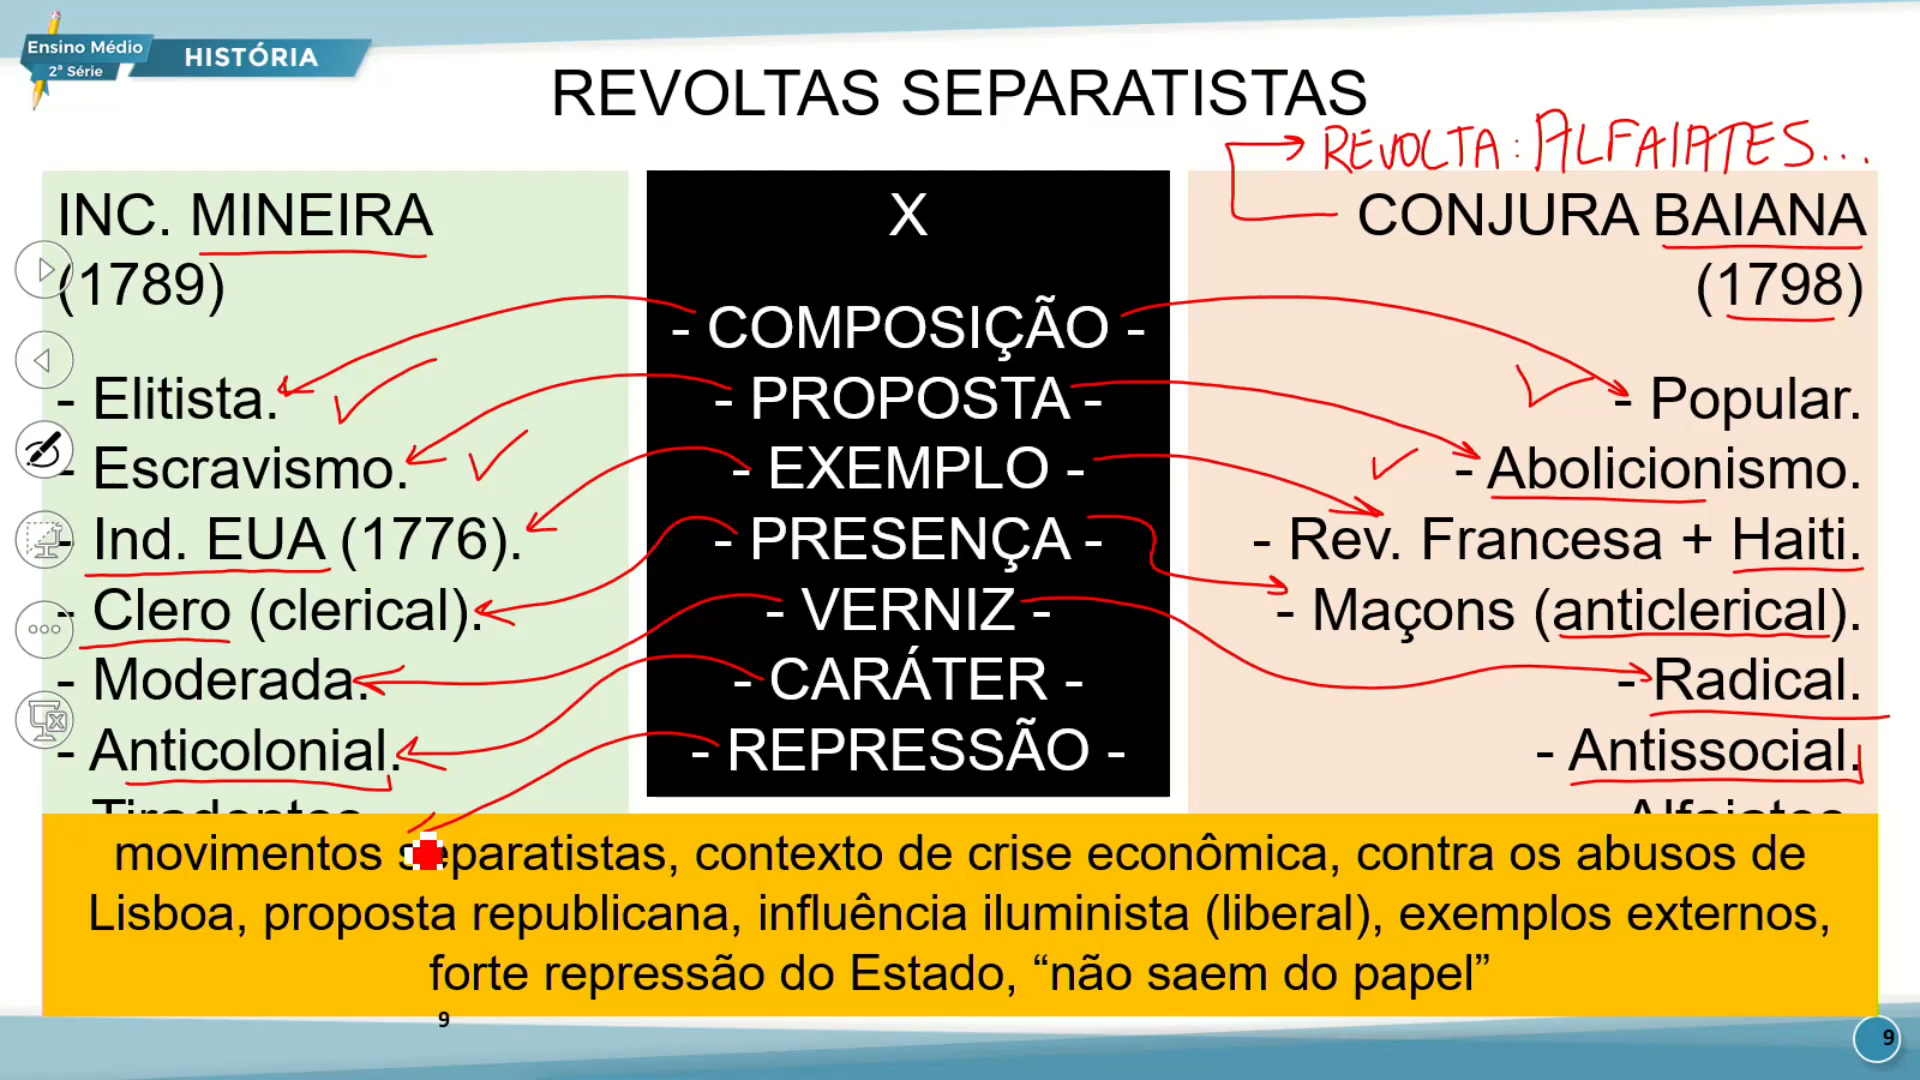 Ensino Médio
2ª Série
HISTÓRIA
REVOLTAS SEPARATISTAS
REVOLTA: ALFAIATES...
INC. MINEIRA
(1789)
- Elitista.
- Escravismo.
- Ind. EUA (1776).
- Clero (clerical).
- Moderada.
- Anticolonial.
- Tiradentes.
X
- COMPOSIÇÃO -
- PROPOSTA -
- EXEMPLO -
- PRESENÇA -
- VERNIZ -
- CARÁTER -
- REPRESSÃO -
CONJURA BAIANA
(1798)
- Popular.
- Abolicionismo.
- Rev. Francesa + Haiti.
- Maçons (anticlerical).
- Radical.
- Antissocial.
Alfaiates.
movimentos separatistas, contexto de crise econômica, contra os abusos de
Lisboa, proposta republicana, influência iluminista (liberal), exemplos externos,
forte repressão do Estado, “não saem do papel”
9
9